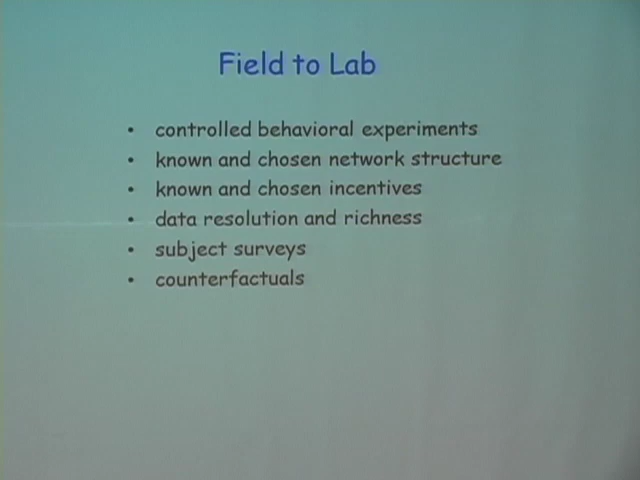 Field to Lab
• controlled behavioral experiments
• known and chosen network structure
• known and chosen incentives
• data resolution and richness
• subject surveys
• counterfactuals